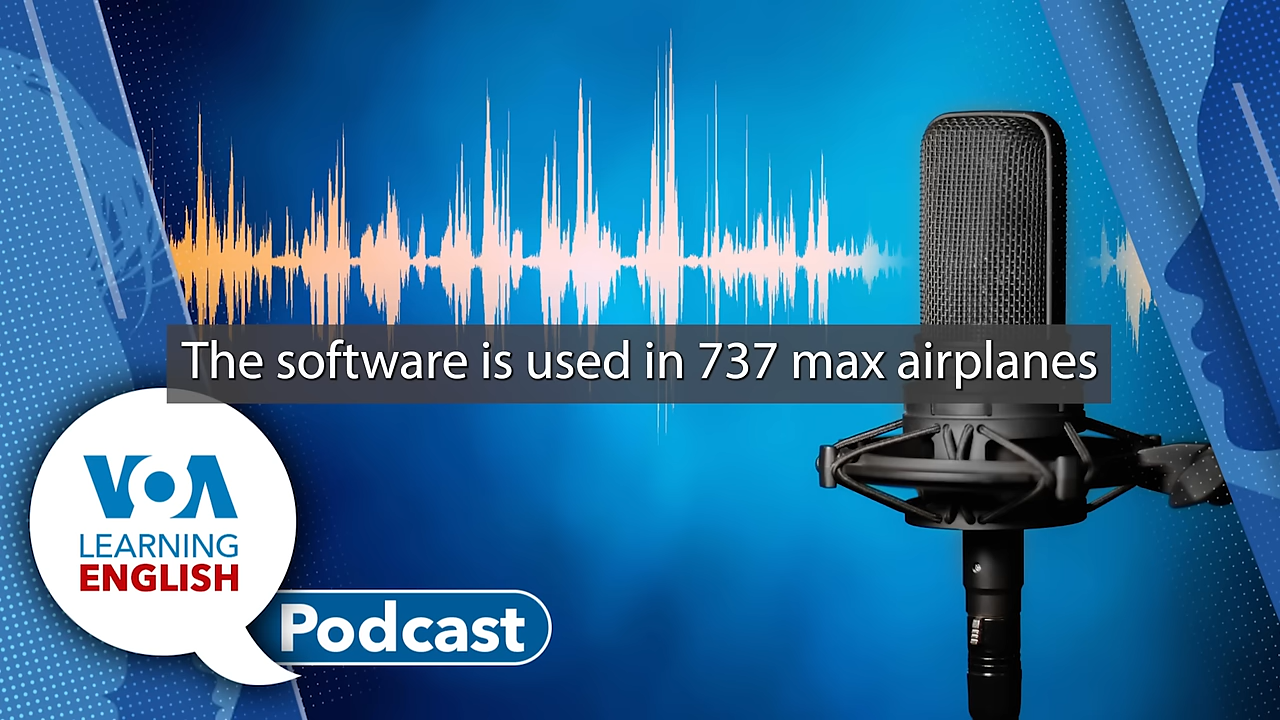 The software is used in 737 max airplanes
VOA
LEARNING
ENGLISH
Podcast